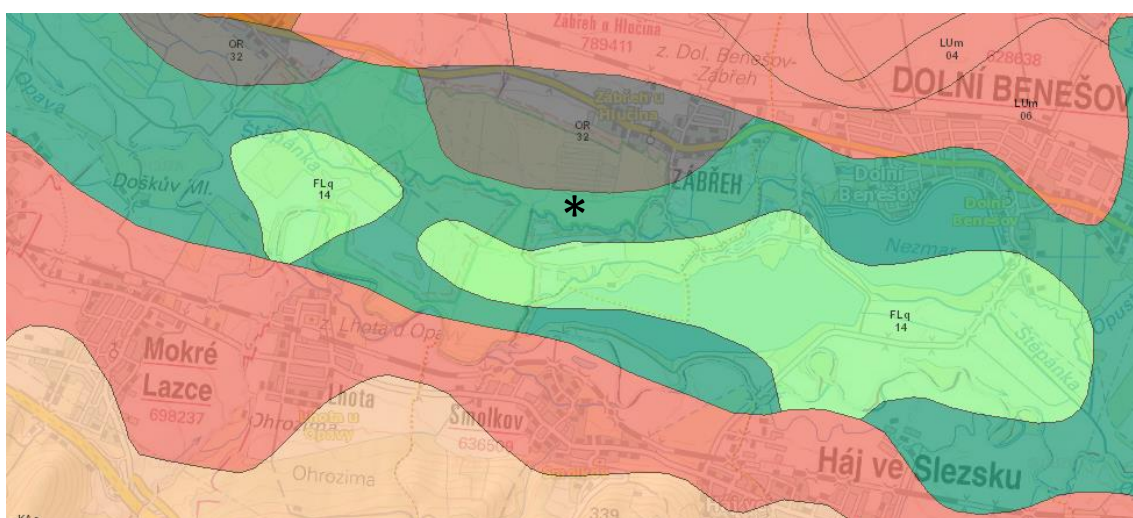 Zábřeh u Hlučína
789411
OR
32
z. Dol. Benešov-
-Zábřeh
LUm
04
628638
DOLNÍ BENEŠOV
Opava
LUm
06
Zábřeh u
Hlučína
OR
32
Štěpánka
Doškův Ml.
FLq
14
ZÁBŘEH
*
Dolní
Benešov
Dolní
Benešov
Nezmar
FLq
14
Štěpánka
z. Lhota u Opavy
Mokré
Lazce
698237
Lhota
Lhota u
Opavy
Ohrozima
Smolkov
Ohrozima
Háj ve Slezsku
339